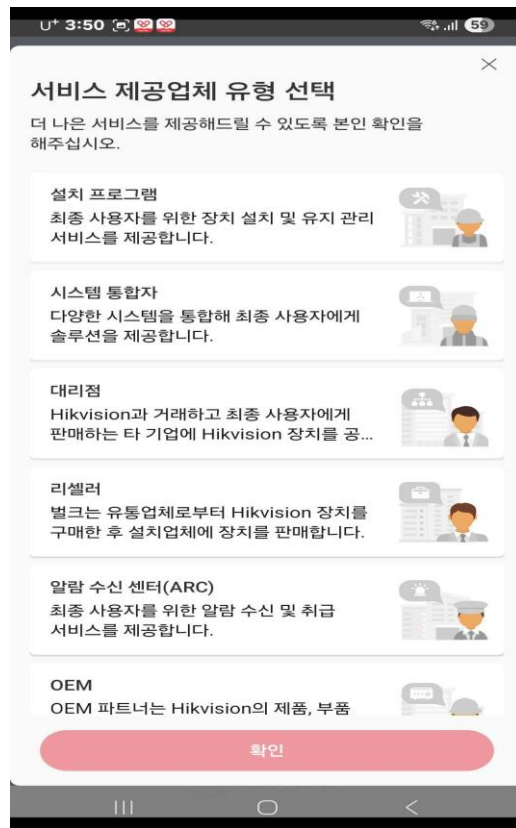 U+ 3:50
59
서비스 제공업체 유형 선택
더 나은 서비스를 제공해드릴 수 있도록 본인 확인을
해주십시오.
설치 프로그램
최종 사용자를 위한 장치 설치 및 유지 관리
서비스를 제공합니다.
시스템 통합자
다양한 시스템을 통합해 최종 사용자에게
솔루션을 제공합니다.
대리점
Hikvision과 거래하고 최종 사용자에게
판매하는 타 기업에 Hikvision 장치를 공...
리셀러
벌크는 유통업체로부터 Hikvision 장치를
구매한 후 설치업체에 장치를 판매합니다.
알람 수신 센터(ARC)
최종 사용자를 위한 알람 수신 및 취급
서비스를 제공합니다.
OEM
OEM 파트너는 Hikvision의 제품, 부품
확인